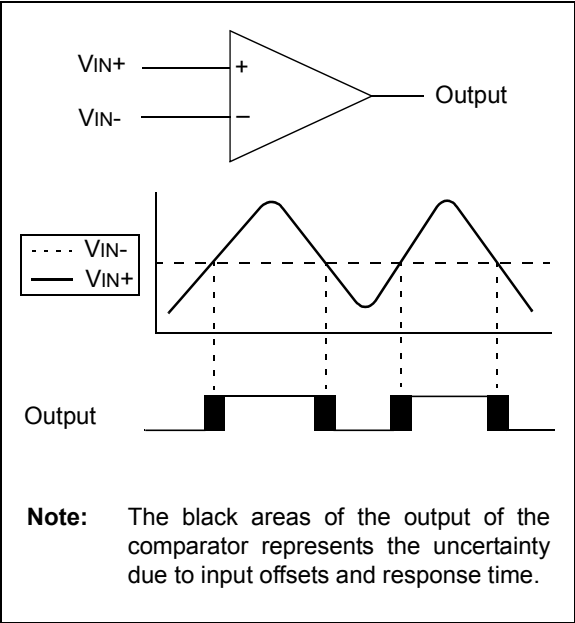 VIN+
+
Output
VIN-
–
VIN-
VIN+
Output
Note: The black areas of the output of the
comparator represents the uncertainty
due to input offsets and response time.